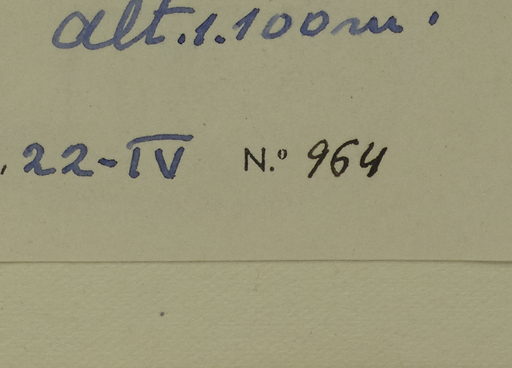 alt. 1.100 m.
. 22-IV N.º 964